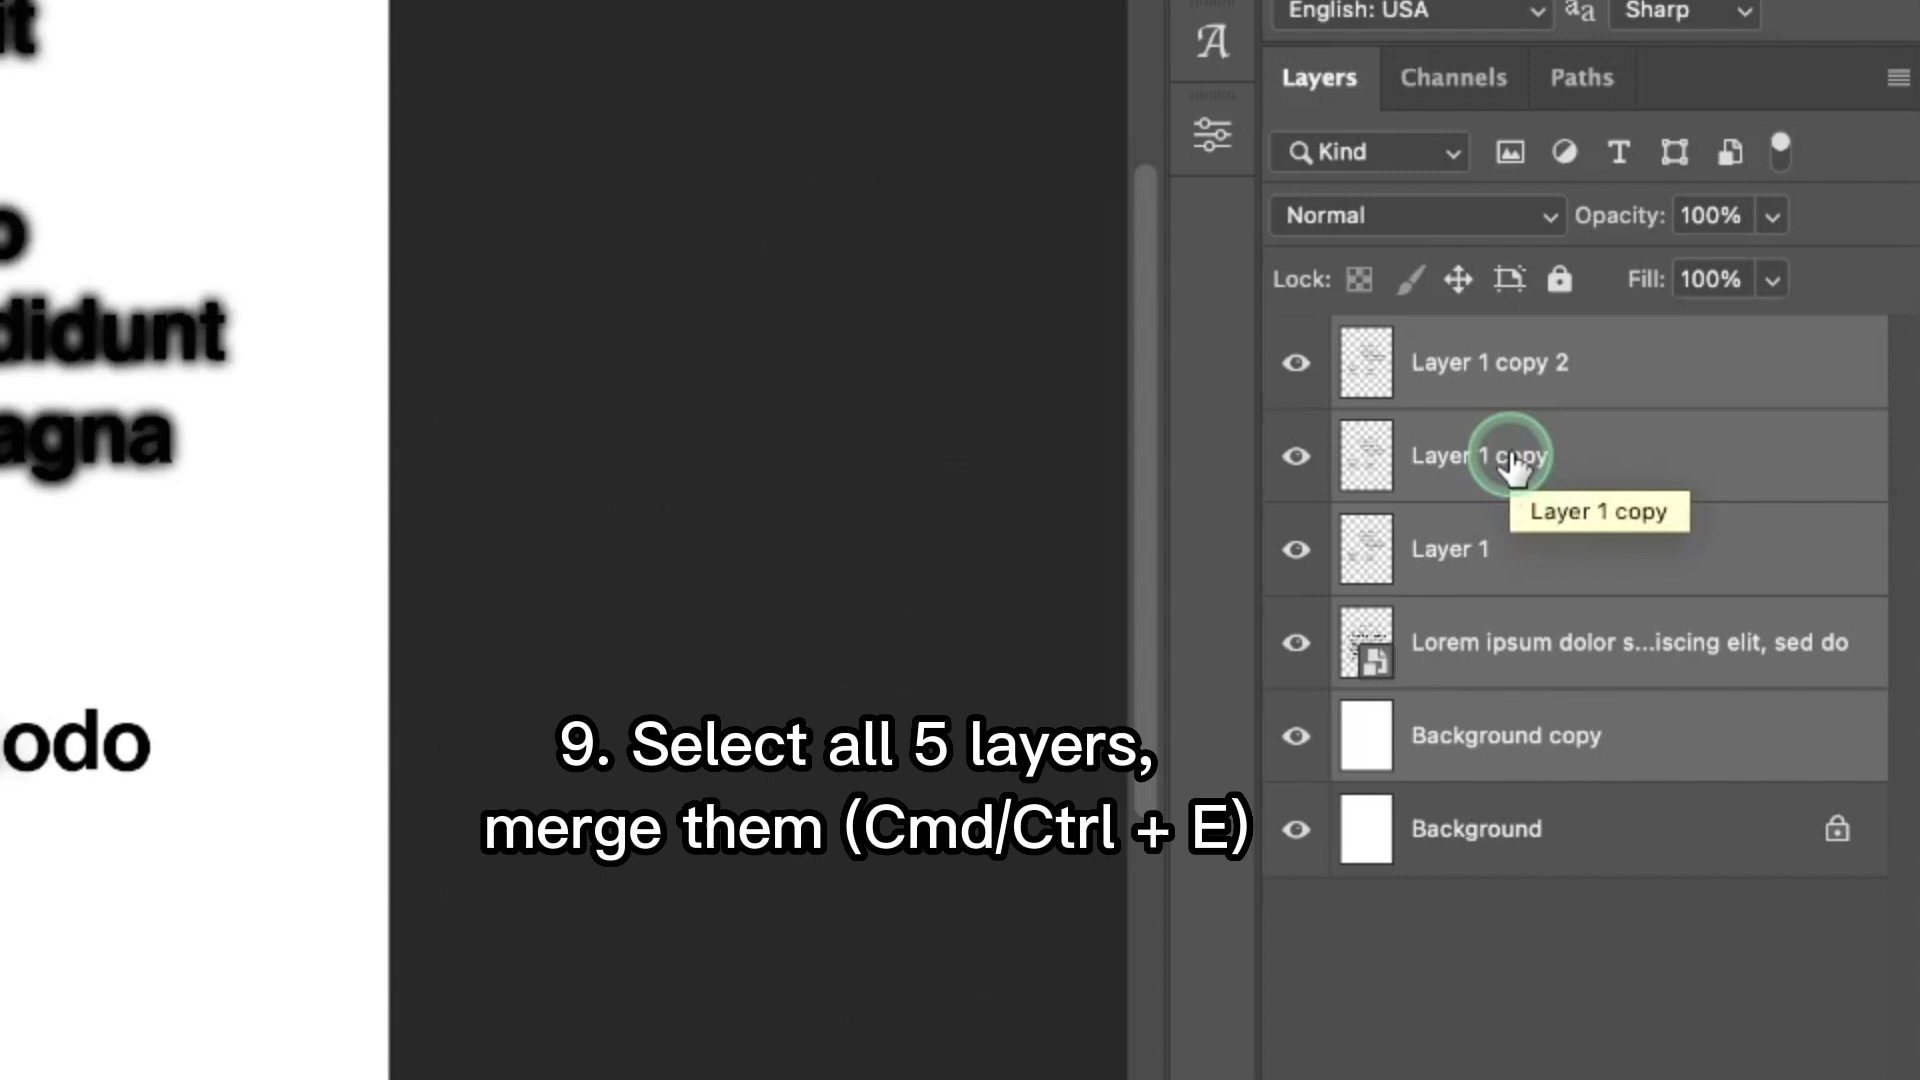 it
English: USA
aa
Sharp
A
Layers
Channels
Paths
Kind
T
o
Normal
Opacity: 100%
Lock:
Fill: 100%
didunt
Layer 1 copy 2
agna
Layer 1 copy
Layer 1 copy
Layer 1
Lorem ipsum dolor s...iscing elit, sed do
odo
Background copy
9. Select all 5 layers,
merge them (Cmd/Ctrl + E)
Background